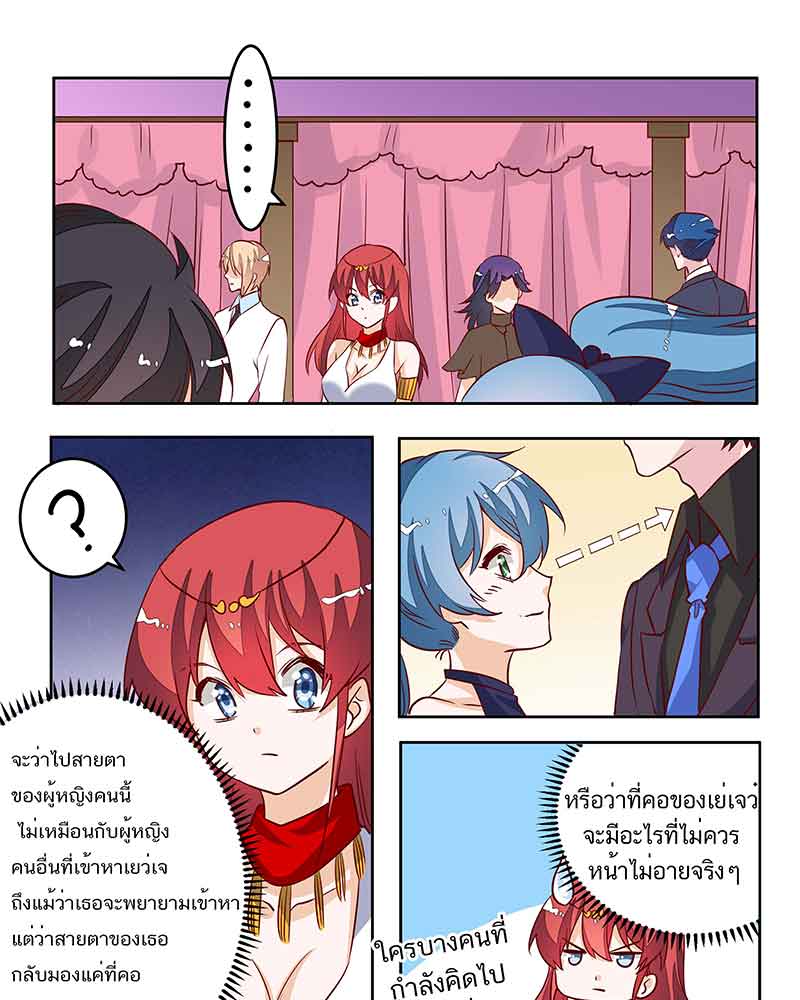 ......
?
จะว่าไปสายตา
ของผู้หญิงคนนี้
ไม่เหมือนกับผู้หญิง
คนอื่นที่เข้าหาเยว่เจ
ถึงแม้ว่าเธอจะพยายามเข้าหา
แต่ว่าสายตาของเธอ
กลับมองแค่ที่คอ
หรือว่าที่คอของเย่เจว๋
จะมีอะไรที่ไม่ควร
หน้าไม่อายจริงๆ
ใครบางคนที่
กำลังคิดไป